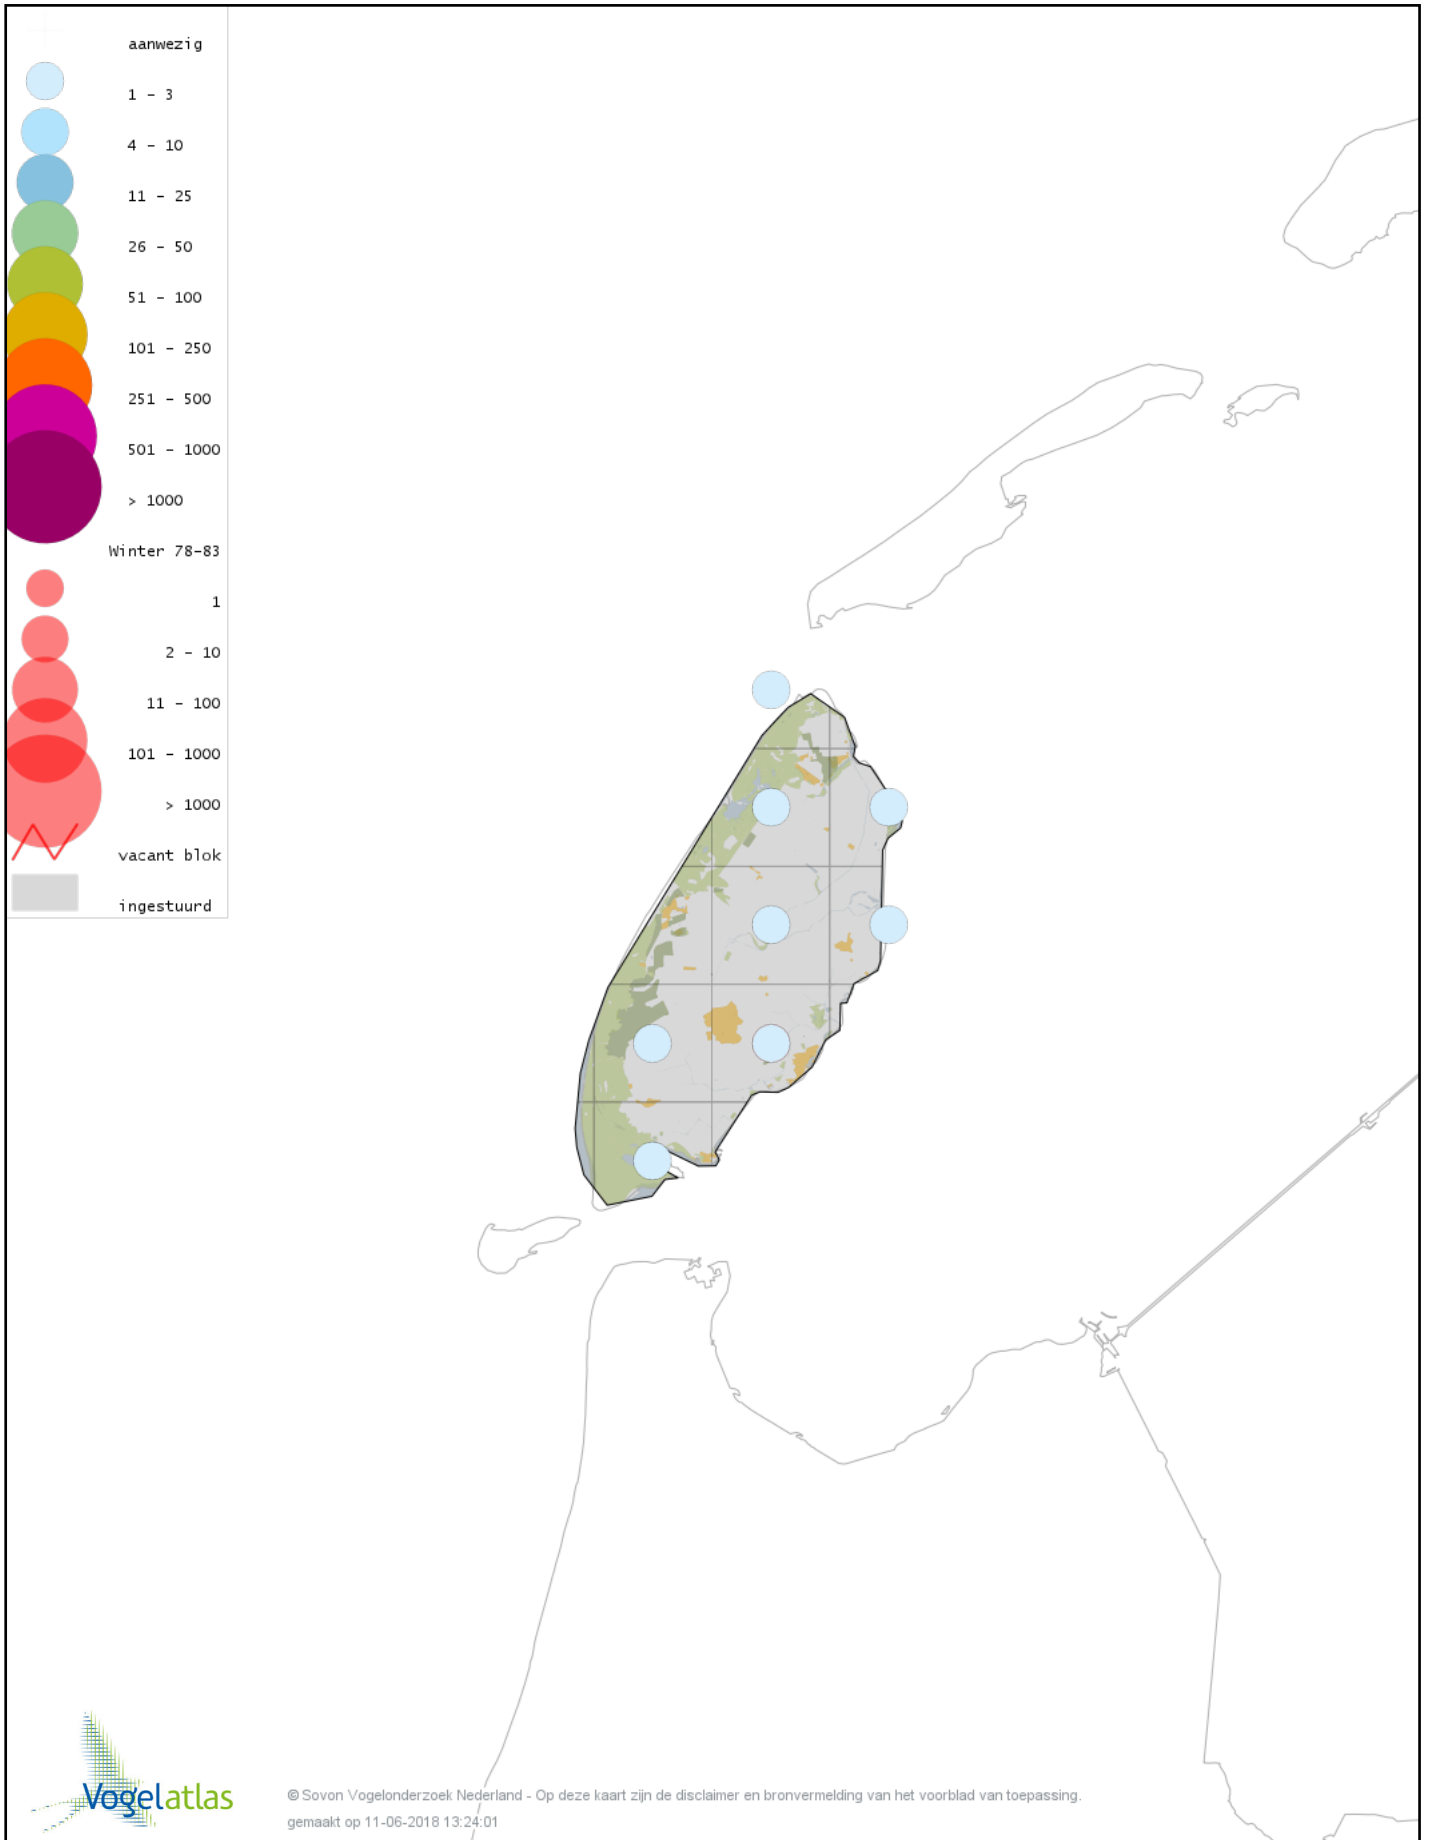 aanwezig
1 - 3
4 - 10
11 - 25
26 - 50
51 - 100
101 - 250
251 - 500
501 - 1000
> 1000
Winter 78-83
1
2 - 10
11 - 100
101 - 1000
> 1000
vacant blok
ingestuurd
Vogelatlas
© Sovon Vogelonderzoek Nederland - Op deze kaart zijn de disclaimer en bronvermelding van het voorblad van toepassing.
gemaakt op 11-06-2018 13:24:01